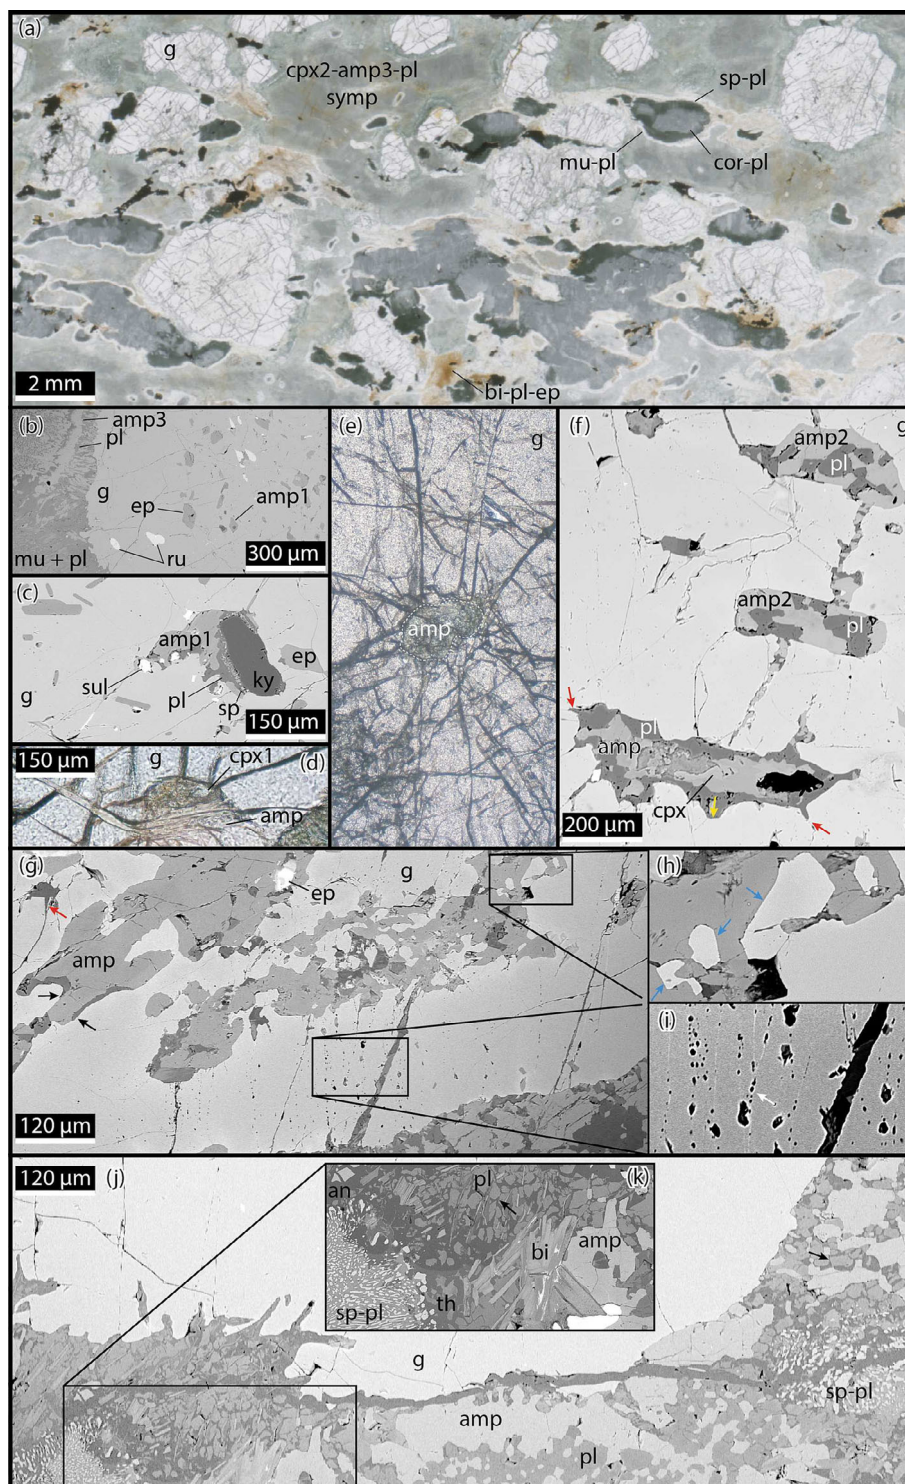 (a)
g
cpx2-amp3-pl
symp
sp-pl
mu-pl
cor-pl
2 mm
bi-pl-ep
(b)
amp3
pl
g
ep
amp1
mu + pl
ru
300 μm
(c)
amp1
sul
ep
g
pl
sp
ky
150 μm
150 μm
g
cpx1
(d)
amp
(e)
g
amp
(f)
g
amp2
pl
amp2
pl
pl
amp
cpx
200 μm
(g)
ep
g
amp
120 μm
(h)
(i)
120 μm
(j)
an
pl
(k)
bi
amp
sp-pl
th
g
amp
sp-pl
pl